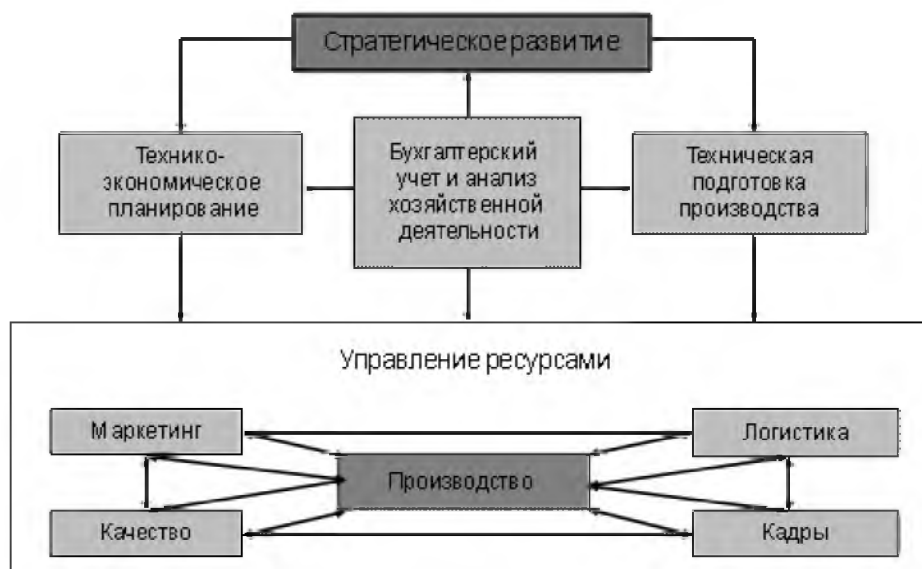 Стратегическое развитие
Технико-
экономическое
планирование
Бухгалтерский
учет и анализ
хозяйственной
деятельности
Техническая
подготовка
производства
Управление ресурсами
Маркетинг
Логистика
Производство
Качество
Кадры